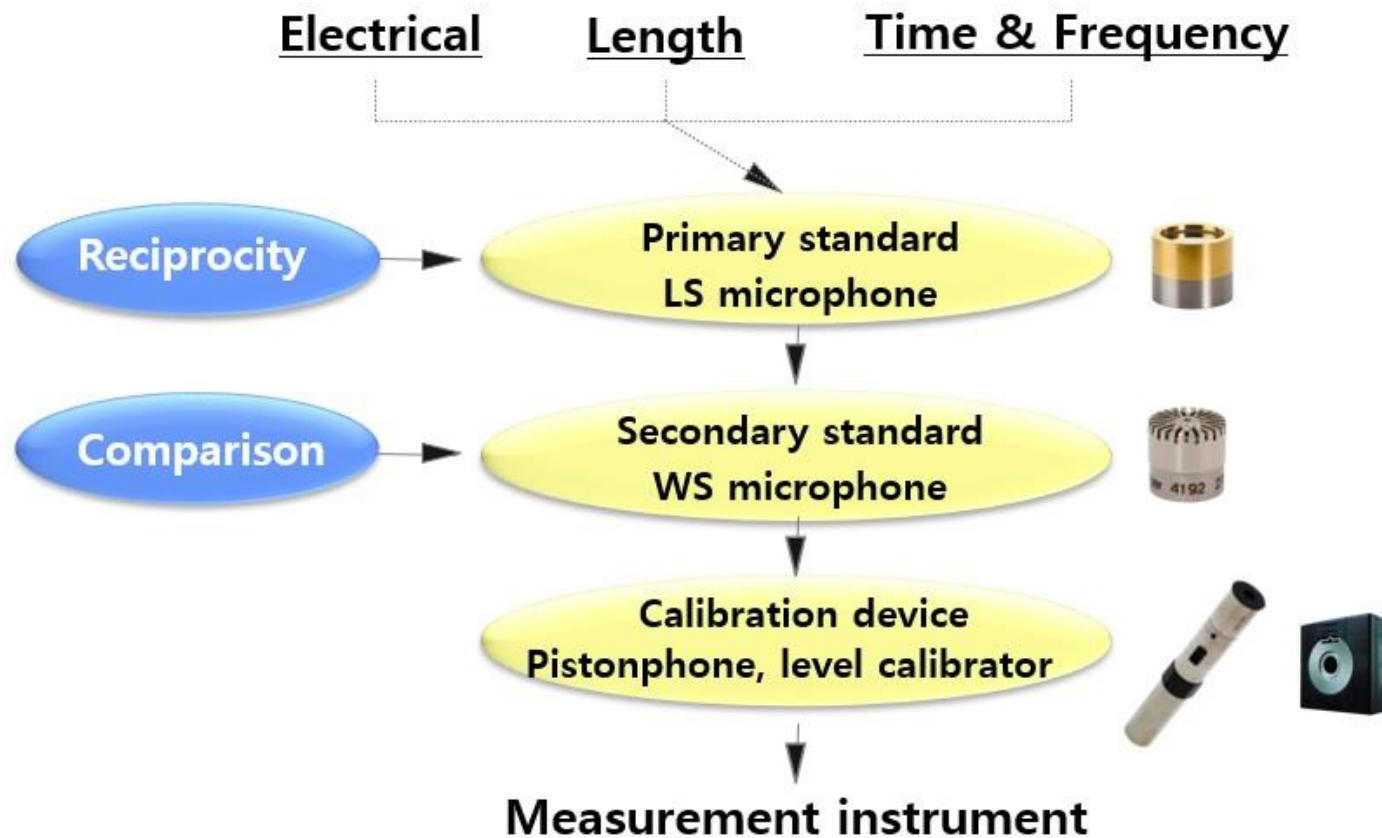 Electrical
Length
Time & Frequency
Reciprocity
Primary standard
LS microphone
Comparison
Secondary standard
WS microphone
4192
Calibration device
Pistonphone, level calibrator
Measurement instrument